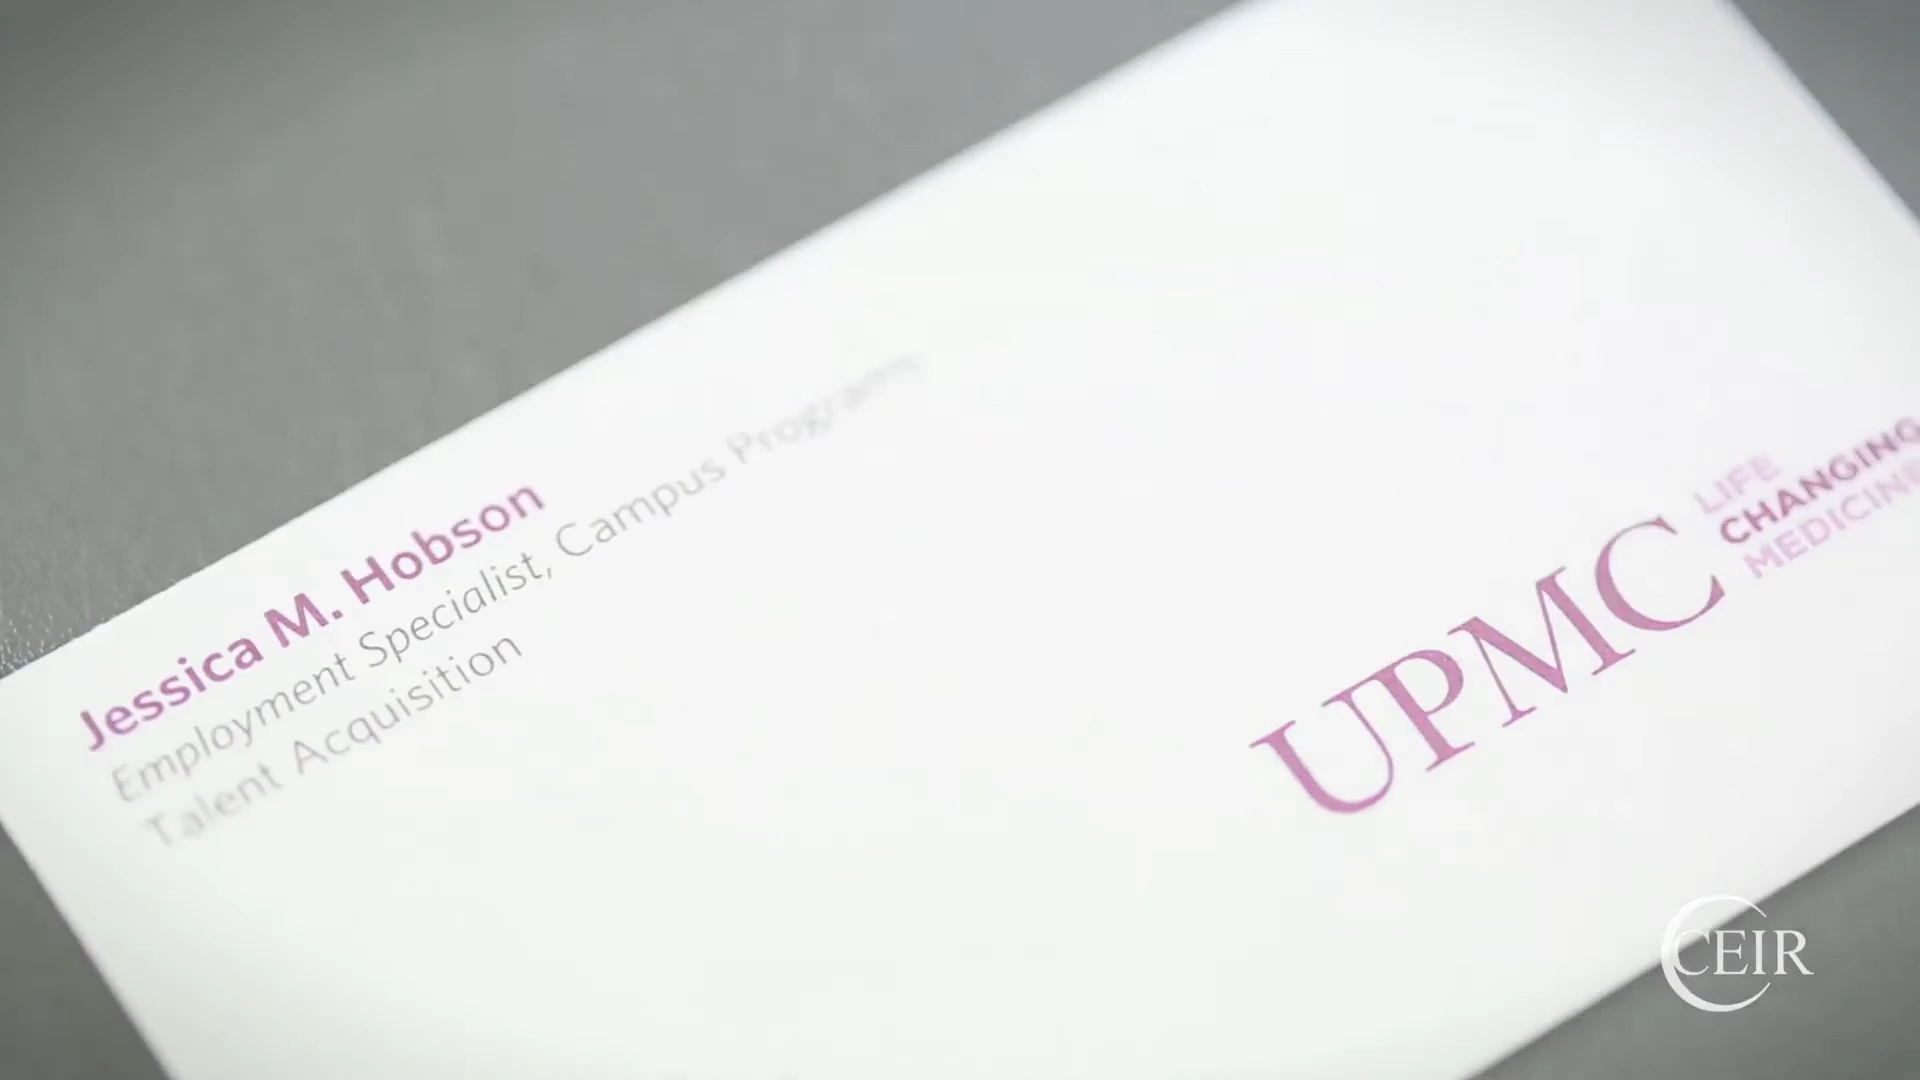 Jessica M. Hobson
Employment Specialist, Campus Programs
Talent Acquisition
UPMC
LIFE
CHANGING
MEDICINE
CEIR